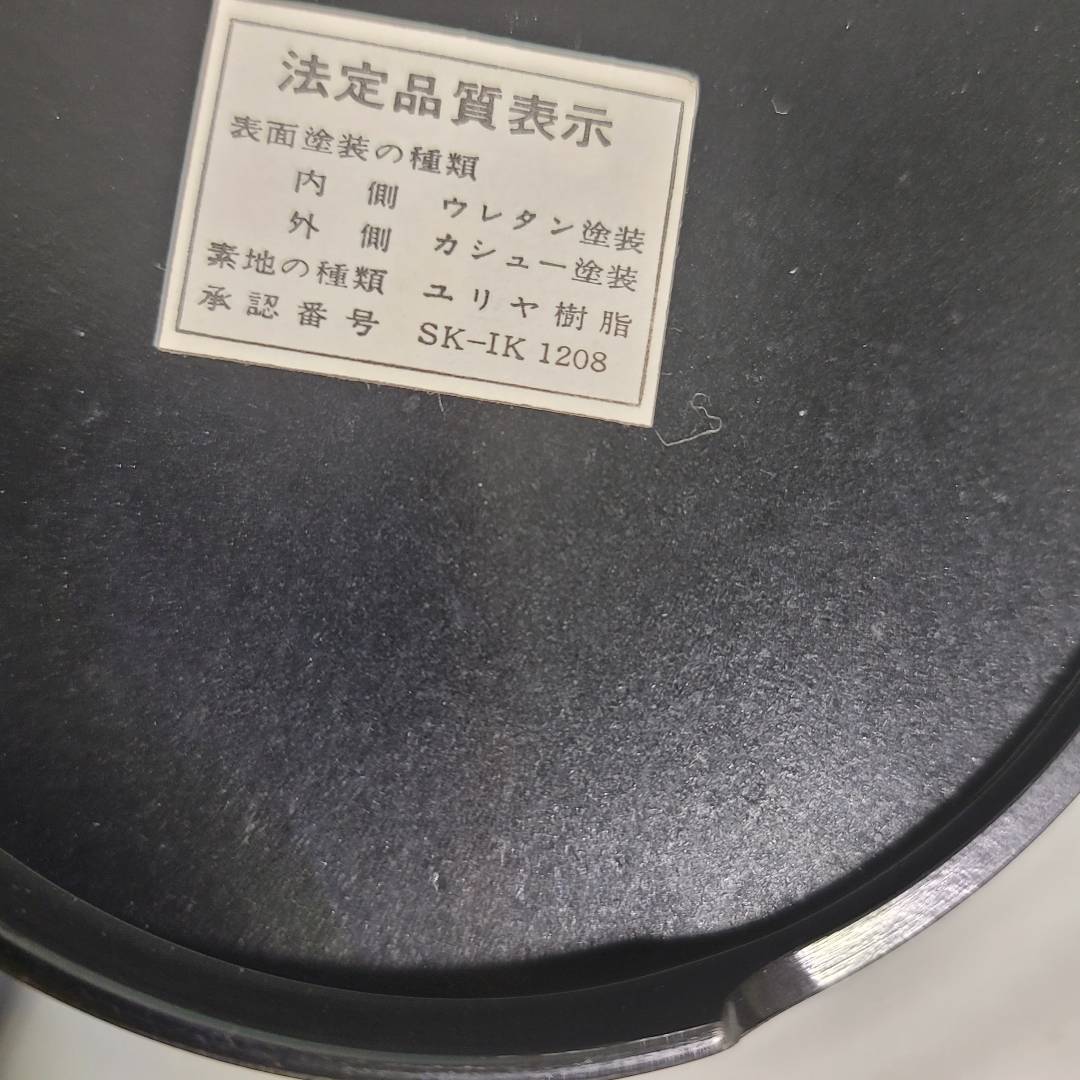 法定品質表示
表面塗装の種類
内側 ウレタン塗装
外側 カシュー塗装
素地の種類 ユリヤ樹脂
承認番号 SK-IK 1208